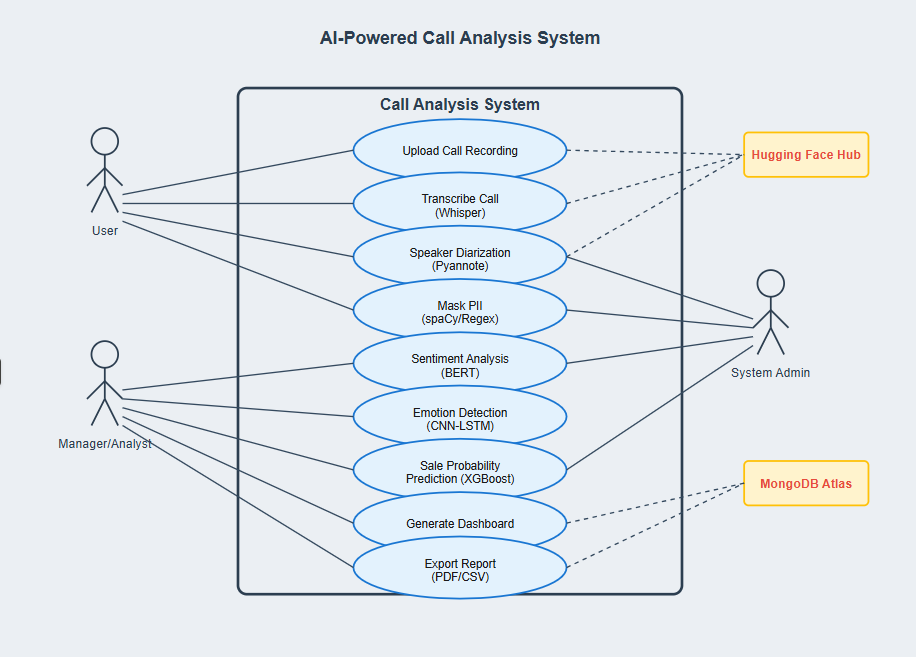 AI-Powered Call Analysis System
Call Analysis System
Upload Call Recording
Hugging Face Hub
Transcribe Call
(Whisper)
User
Speaker Diarization
(Pyannote)
Mask PII
(spaCy/Regex)
Sentiment Analysis
(BERT)
System Admin
Emotion Detection
(CNN-LSTM)
Manager/Analyst
Sale Probability
Prediction (XGBoost)
MongoDB Atlas
Generate Dashboard
Export Report
(PDF/CSV)